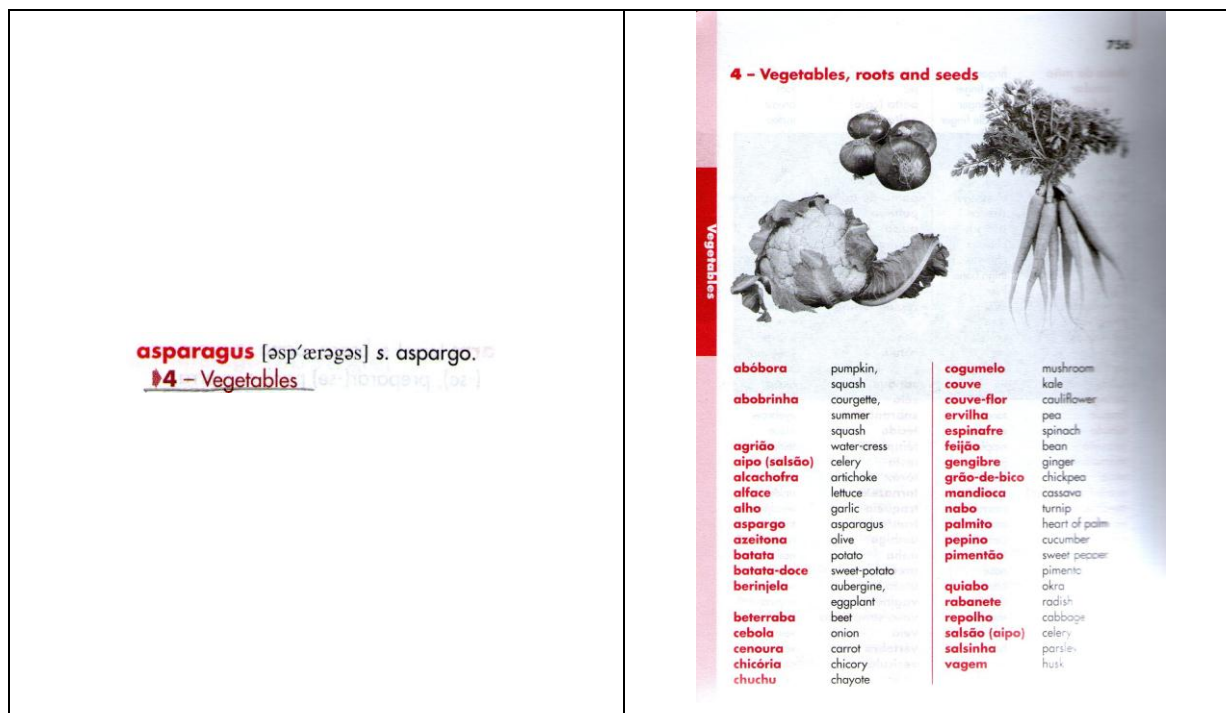 asparagus [əsp′ærəgəs] s. aspargo.
4 – Vegetables
756
4 – Vegetables, roots and seeds
Vegetables
abóbora pumpkin,
squash
abobrinha courgette,
summer
squash
agrião water-cress
aipo (salsão) celery
alcachofra artichoke
alface lettuce
alho garlic
aspargo asparagus
azeitona olive
batata potato
batata-doce sweet-potato
berinjela aubergine,
eggplant
beterraba beet
cebola onion
cenoura carrot
chicória chicory
chuchu chayote
cogumelo mushroom
couve kale
couve-flor cauliflower
ervilha pea
espinafre spinach
feijão bean
gengibre ginger
grão-de-bico chickpea
mandioca cassava
nabo turnip
palmito heart of palm
pepino cucumber
pimentão sweet pepper
pimento
quiabo okra
rabanete radish
repolho cabbage
salsão (aipo) celery
salsinha parsley
vagem husk